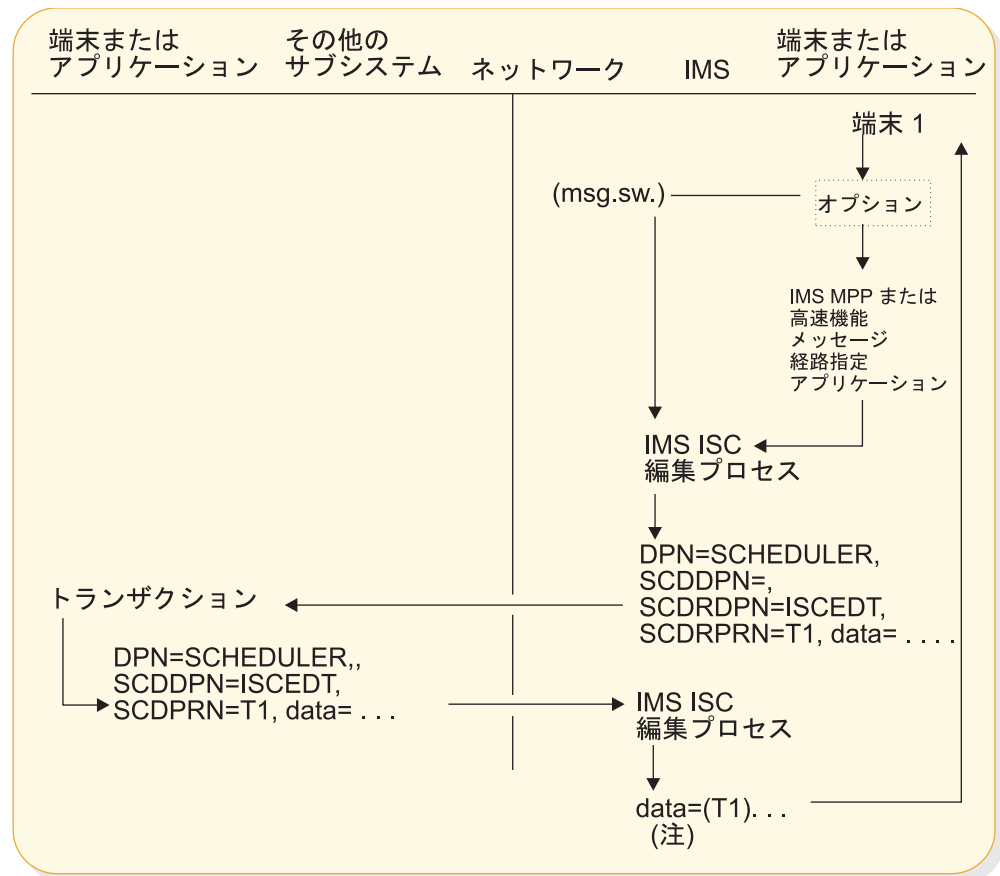 端末または
アプリケーション
その他の
サブシステム
ネットワーク
IMS
端末または
アプリケーション
端末 1
(msg.sw.)
オプション
IMS MPP または
高速機能
メッセージ
経路指定
アプリケーション
IMS ISC
編集プロセス
DPN=SCHEDULER,
SCDDPN=,
SCDRDPN=ISCEDT,
SCDRPRN=T1, data= . . . .
トランザクション
DPN=SCHEDULER,,
SCDDPN=ISCEDT,
SCDPRN=T1, data= . . .
IMS ISC
編集プロセス
data=(T1). . .
(注)